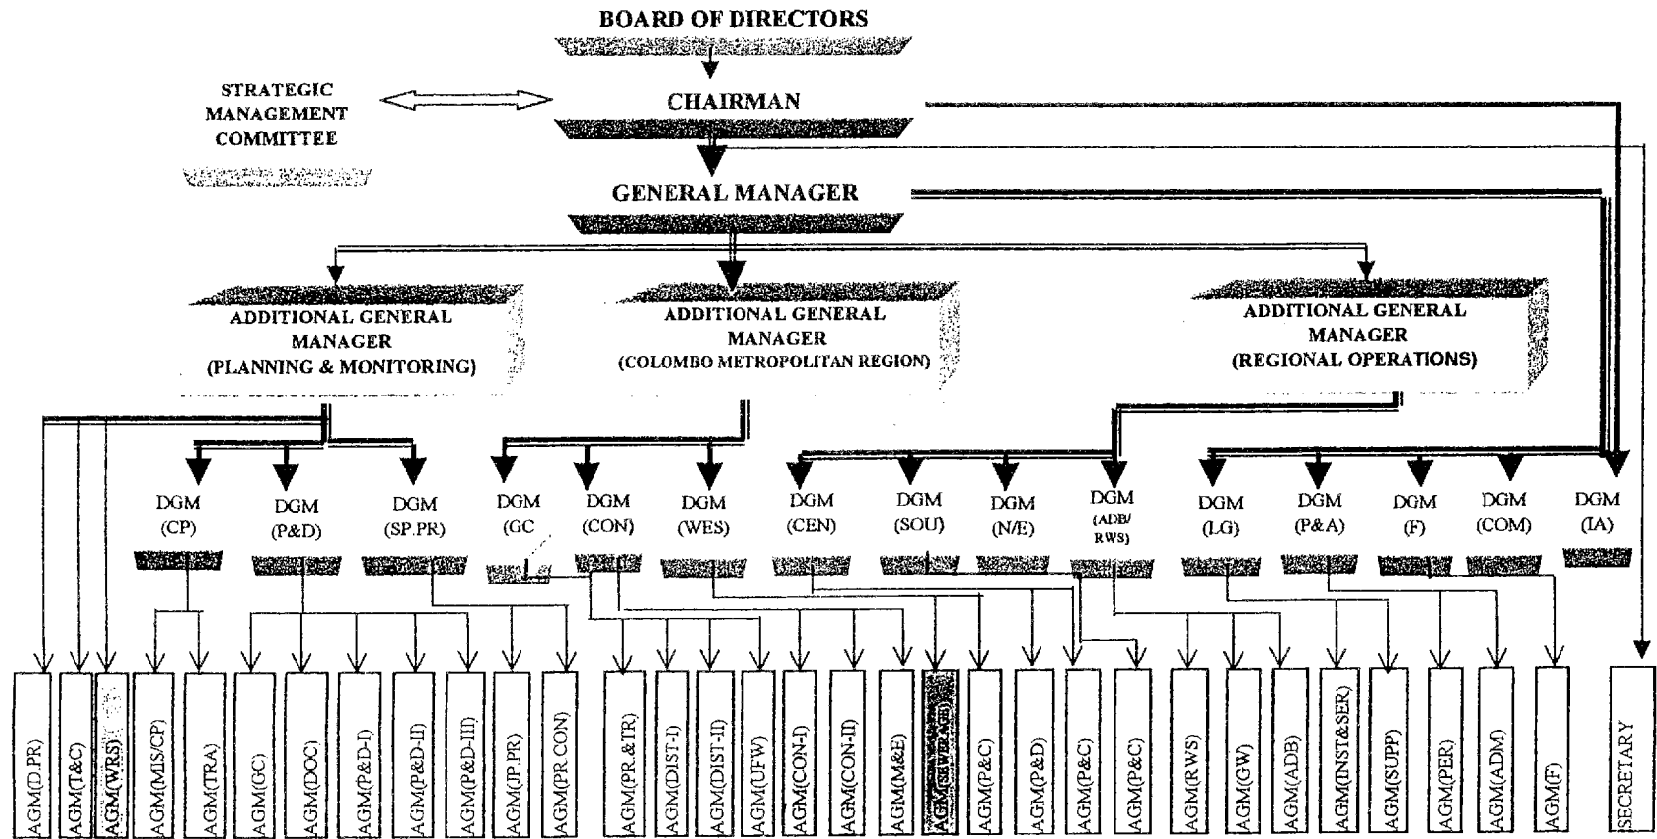 BOARD OF DIRECTORS
STRATEGIC
MANAGEMENT
COMMITTEE
CHAIRMAN
GENERAL MANAGER
ADDITIONAL GENERAL
MANAGER
(PLANNING & MONITORING)
ADDITIONAL GENERAL
MANAGER
(COLOMBO METROPOLITAN REGION)
ADDITIONAL GENERAL
MANAGER
(REGIONAL OPERATIONS)
DGM
(CP)
DGM
(P&D)
DGM
(SP.PR)
DGM
(GC
DGM
(CON)
DGM
(WES)
DGM
(CEN)
DGM
(SOU)
DGM
(N/E)
DGM
(ADB/
RWS)
DGM
(LG)
DGM
(P&A)
DGM
(F)
DGM
(COM)
DGM
(IA)
AGM(D.PR)
AGM(T&C)
AGM(WRS)
AGM(MIS/CP)
AGM(TRA)
AGM(GC)
AGM(DOC)
AGM(P&D-I)
AGM(P&D-II)
AGM(P&D-III)
AGM(JP.PR)
AGM(PR.CON)
AGM(PR.&TR)
AGM(DIST-I)
AGM(DIST-II)
AGM(UFW)
AGM(CON-I)
AGM(CON-II)
AGM(M&E)
AGM(SEWERAGE)
AGM(P&C)
AGM(P&D)
AGM(P&C)
AGM(P&C)
AGM(RWS)
AGM(GW)
AGM(ADB)
AGM(INST&SER)
AGM(SUPP)
AGM(PER)
AGM(ADM)
AGM(F)
SECRETARY